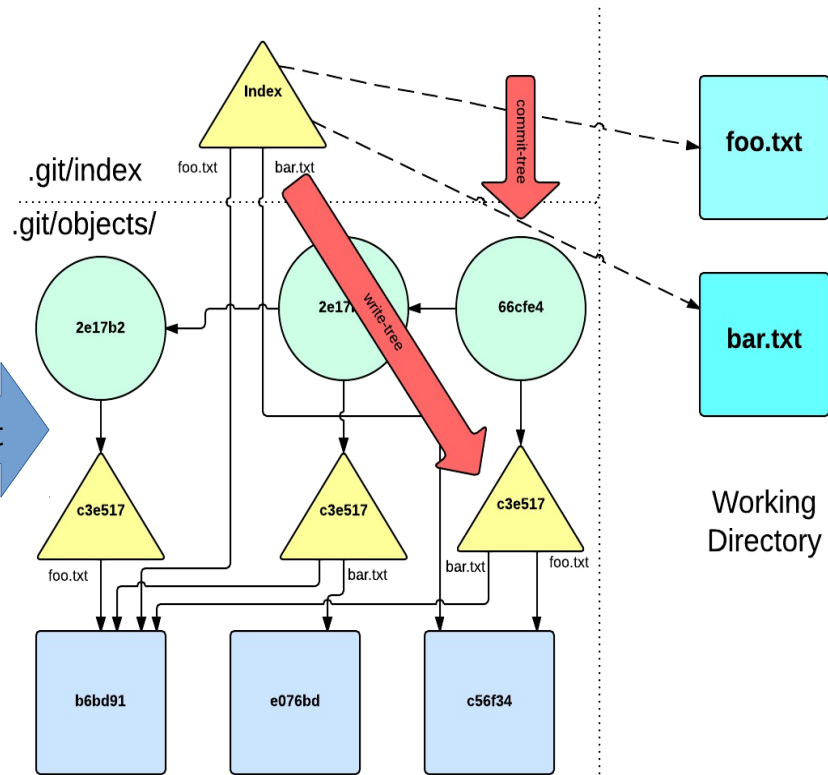 Index
commit-tree
foo.txt
foo.txt
bar.txt
.git/index
.git/objects/
2e17b2
write-tree
66cfe4
bar.txt
c3e517
c3e517
c3e517
Working
Directory
foo.txt
bar.txt
bar.txt
foo.txt
b6bd91
e076bd
c56f34